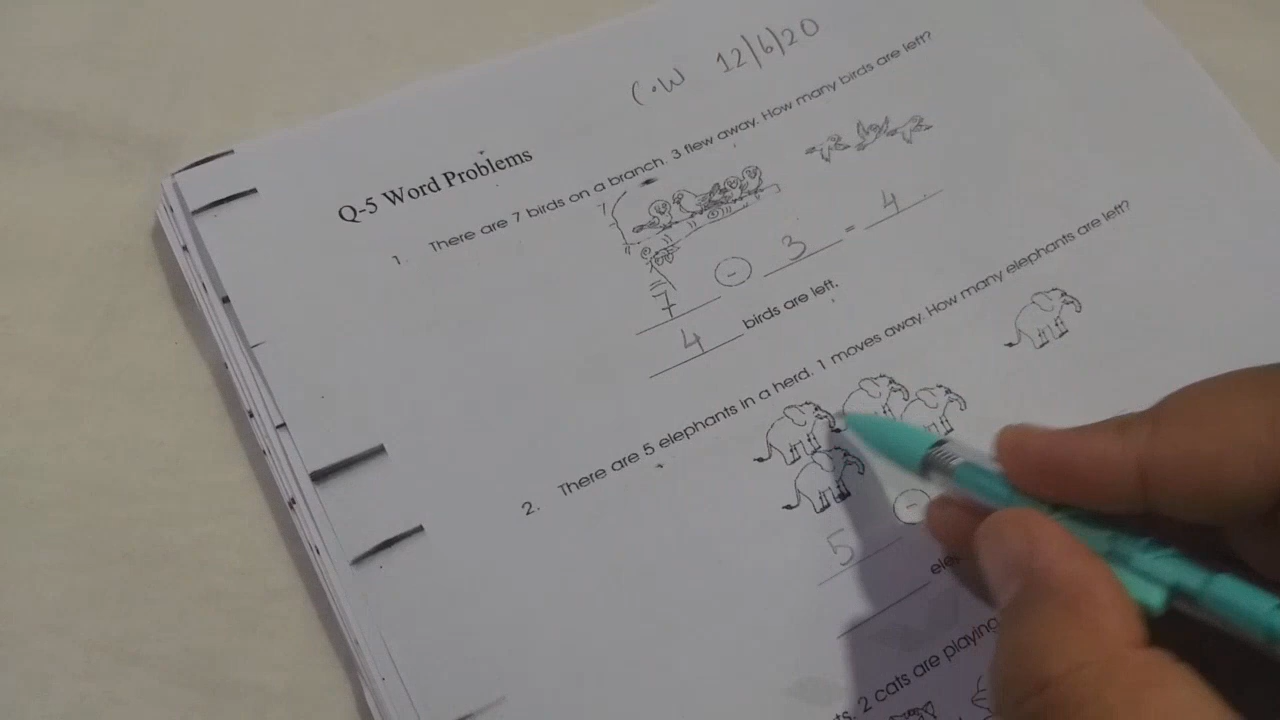 C.W 12/6/20
Q-5 Word Problems
1. There are 7 birds on a branch. 3 flew away. How many birds are left?
7
7 - 3 = 4
4 birds are left.
2. There are 5 elephants in a herd. 1 moves away. How many elephants are left?
5 -
2 cats are playing